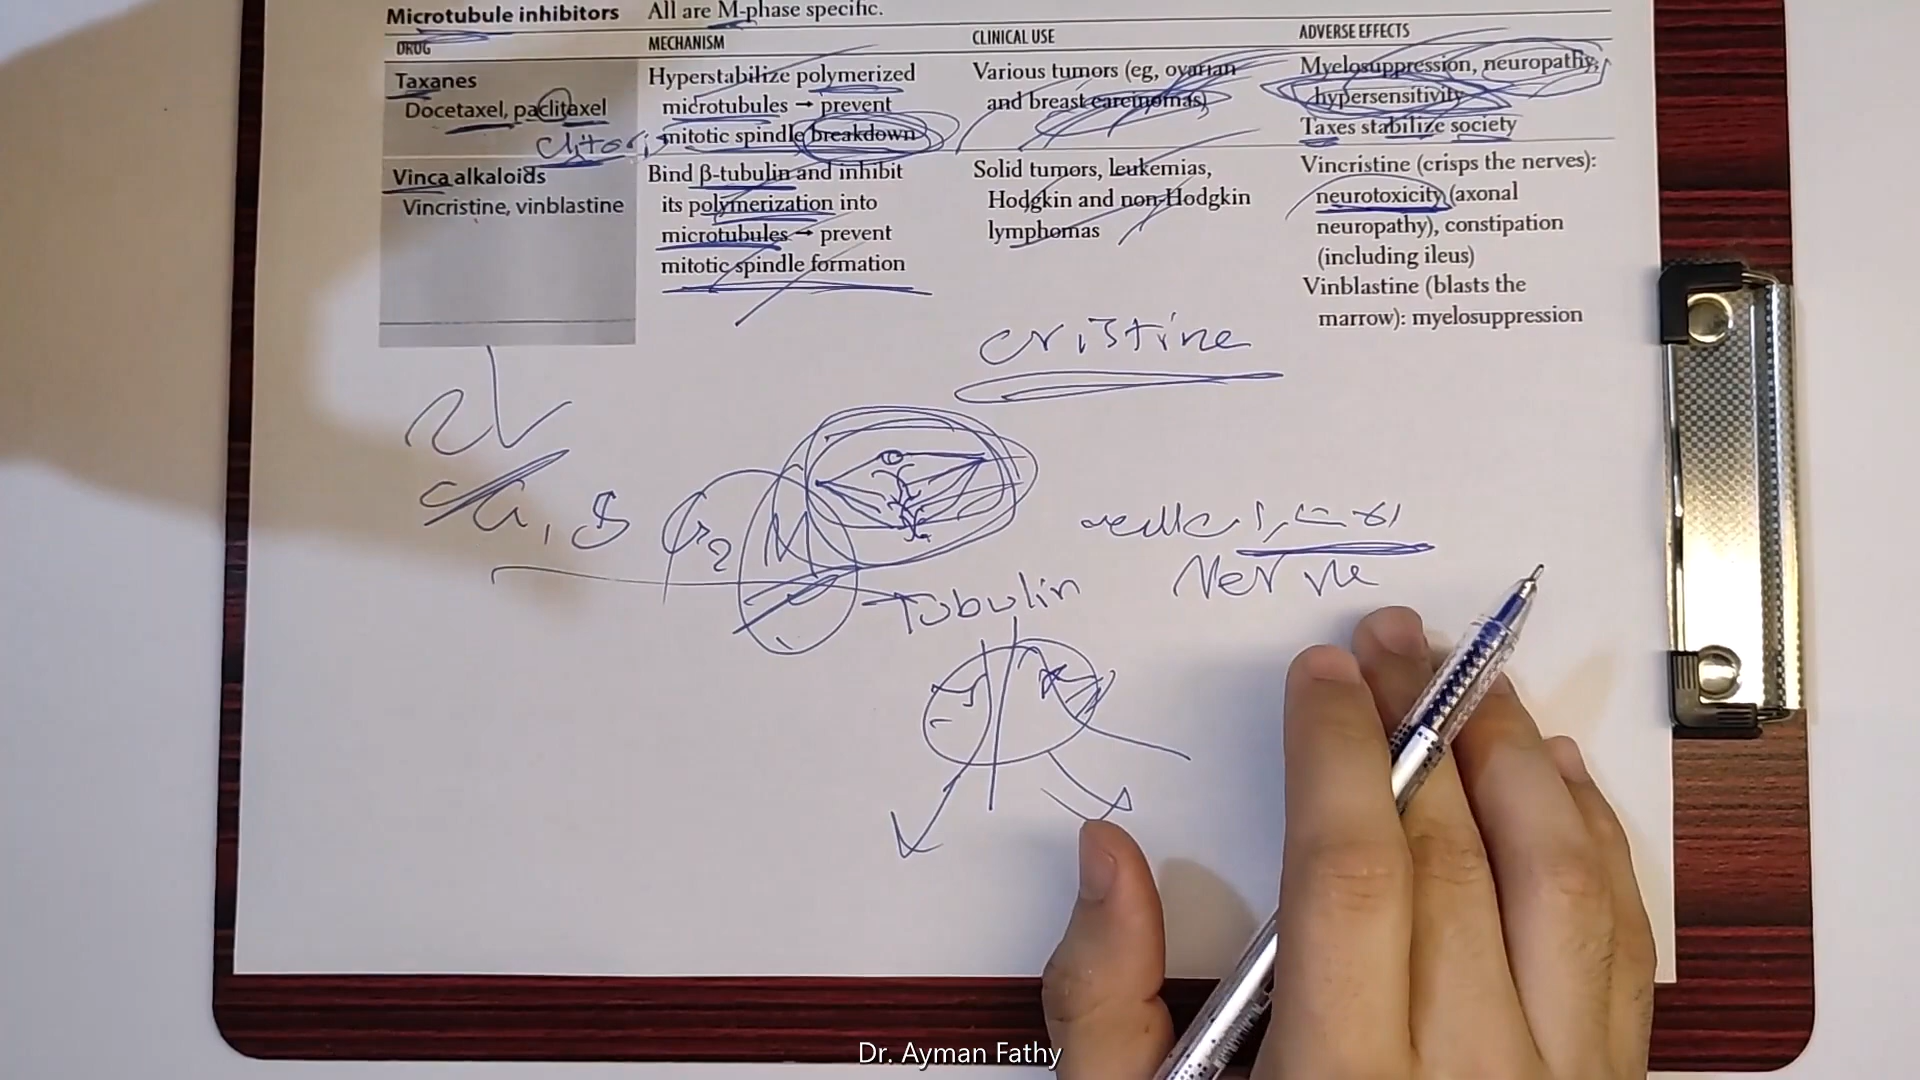 Microtubule inhibitors All are M-phase specific.
DRUG MECHANISM CLINICAL USE ADVERSE EFFECTS
Taxanes
Docetaxel, paclitaxel
Hyperstabilize polymerized
microtubules → prevent
mitotic spindle breakdown
Various tumors (eg, ovarian
and breast carcinomas)
Myelosuppression, neuropathy,
hypersensitivity
Taxes stabilize society
Vinca alkaloids
Vincristine, vinblastine
Bind β-tubulin and inhibit
its polymerization into
microtubules → prevent
mitotic spindle formation
Solid tumors, leukemias,
Hodgkin and non-Hodgkin
lymphomas
Vincristine (crisps the nerves):
neurotoxicity (axonal
neuropathy), constipation
(including ileus)
Vinblastine (blasts the
marrow): myelosuppression
cristine
G1 S G2 M
Tubulin
Nerve
Dr. Ayman Fathy